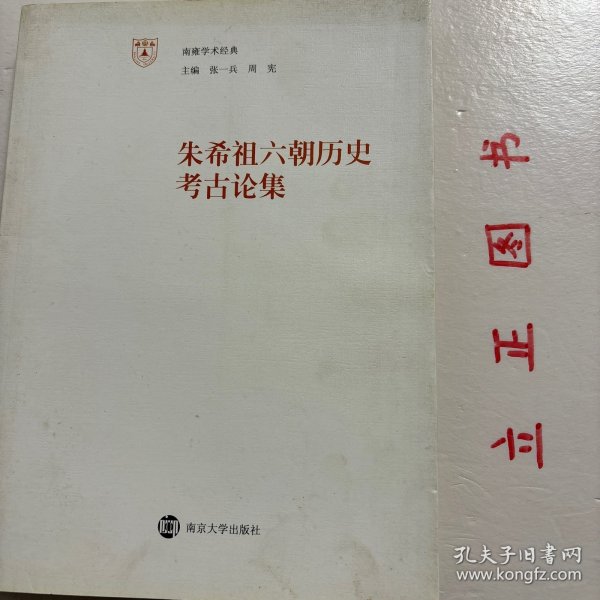 南雍学术经典
主编 张一兵 周宪
朱希祖六朝历史
考古论集
南京大学出版社
立正图书
孔夫子旧书网
www.kongfz.com